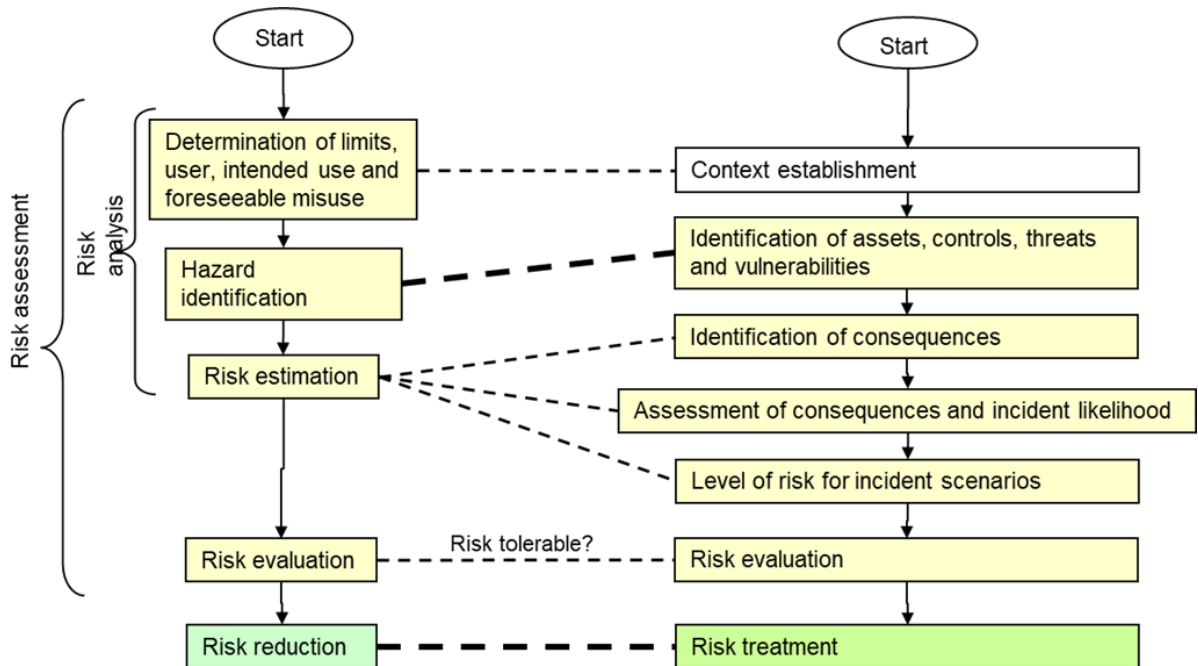 Start
Start
Risk assessment
Risk
analysis
Determination of limits,
user, intended use and
foreseeable misuse
Context establishment
Hazard
identification
Identification of assets, controls, threats
and vulnerabilities
Identification of consequences
Risk estimation
Assessment of consequences and incident likelihood
Level of risk for incident scenarios
Risk evaluation
Risk tolerable?
Risk evaluation
Risk reduction
Risk treatment